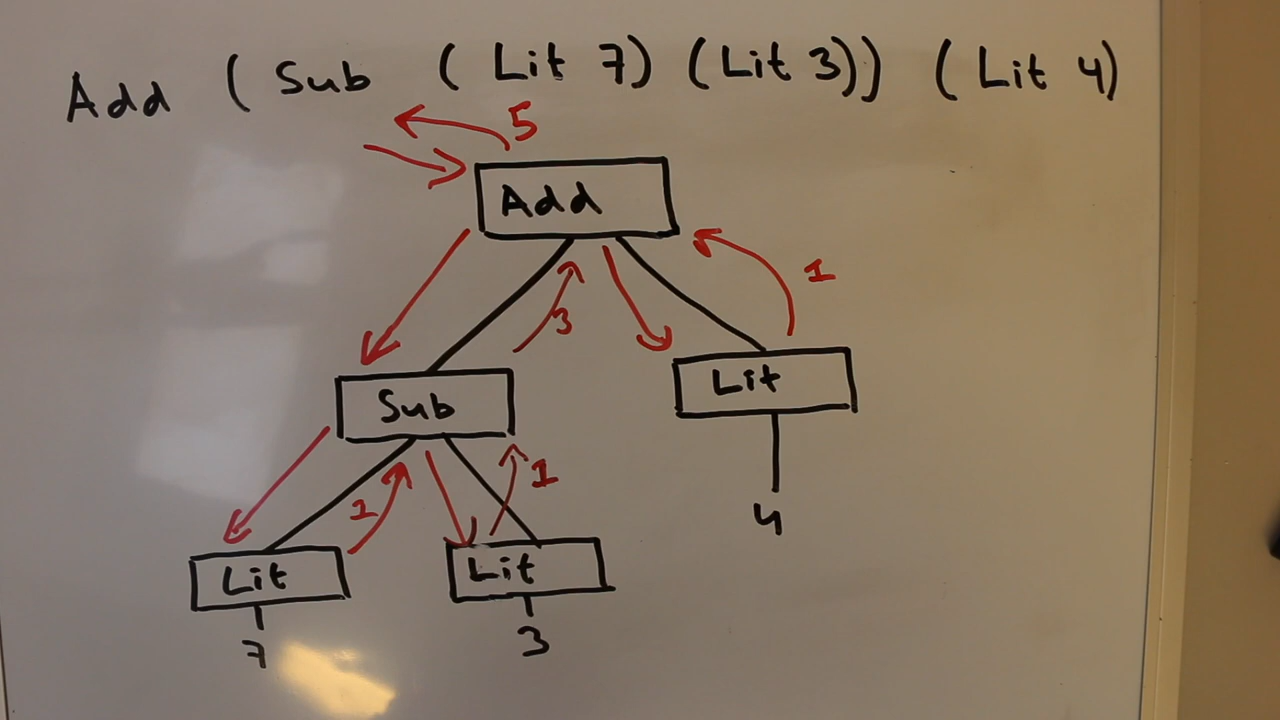 Add ( Sub ( Lit 7) (Lit 3)) ( Lit 4)
5
Add
1
3
Sub
Lit
1
1
4
Lit
Lit
7
3